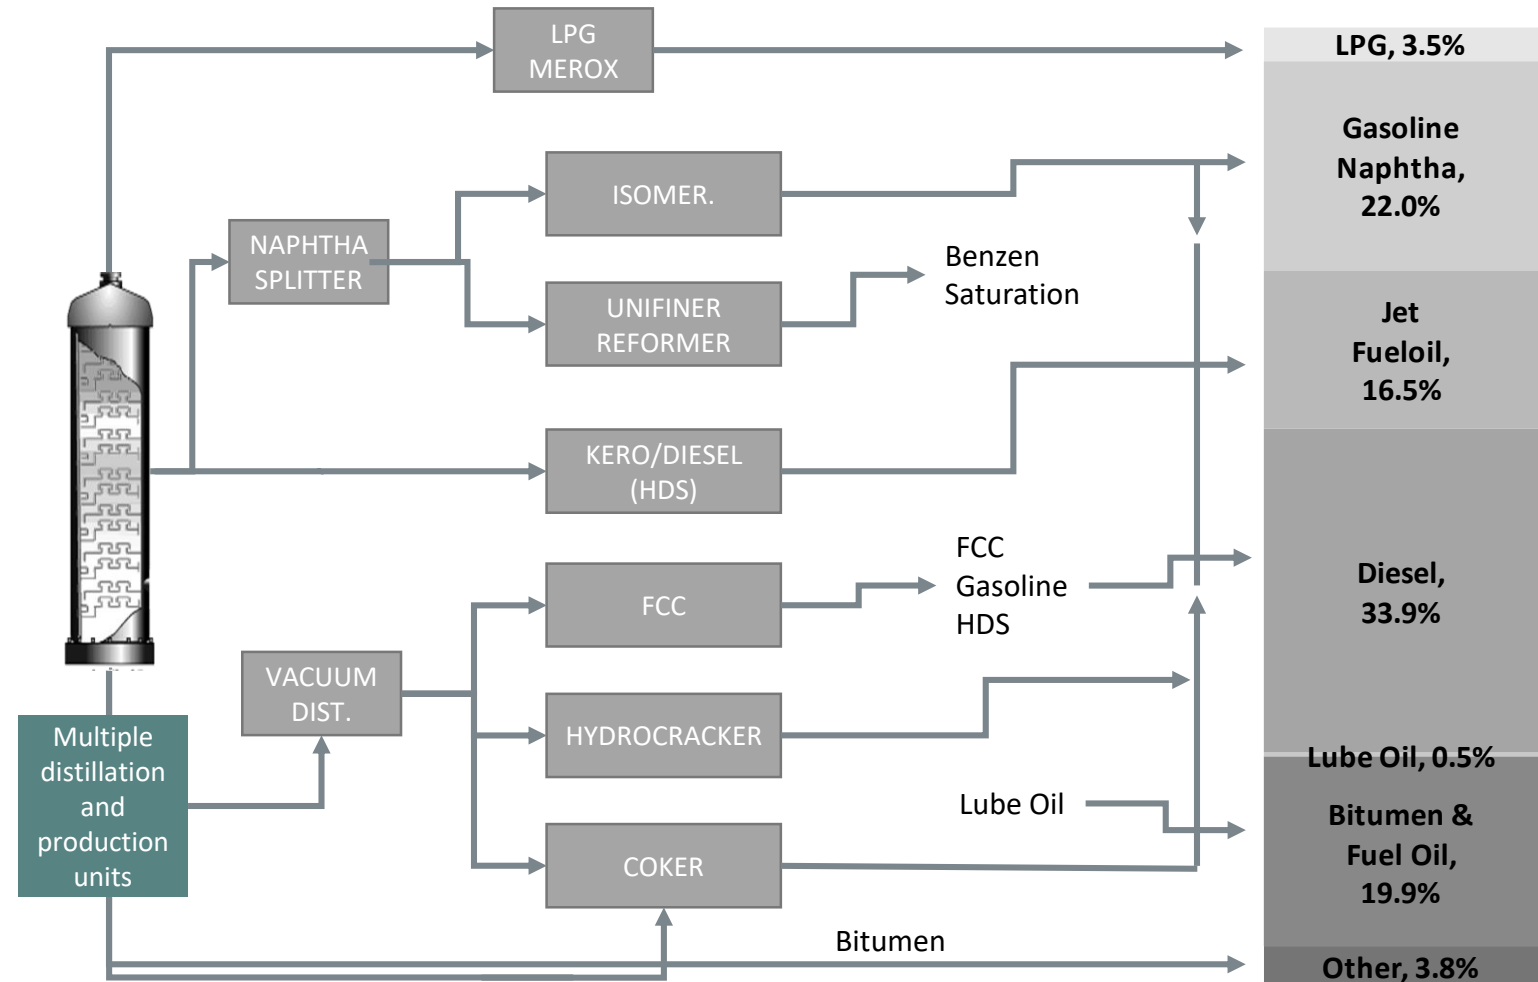 LPG
MEROX
LPG, 3.5%
Gasoline
Naphtha,
22.0%
ISOMER.
NAPHTHA
SPLITTER
Benzen
Saturation
UNIFINER
REFORMER
Jet
Fueloil,
16.5%
KERO/DIESEL
(HDS)
FCC
Gasoline
HDS
FCC
Diesel,
33.9%
VACUUM
DIST.
HYDROCRACKER
Multiple
distillation
and
production
units
Lube Oil, 0.5%
Lube Oil
Bitumen &
Fuel Oil,
19.9%
COKER
Bitumen
Other, 3.8%